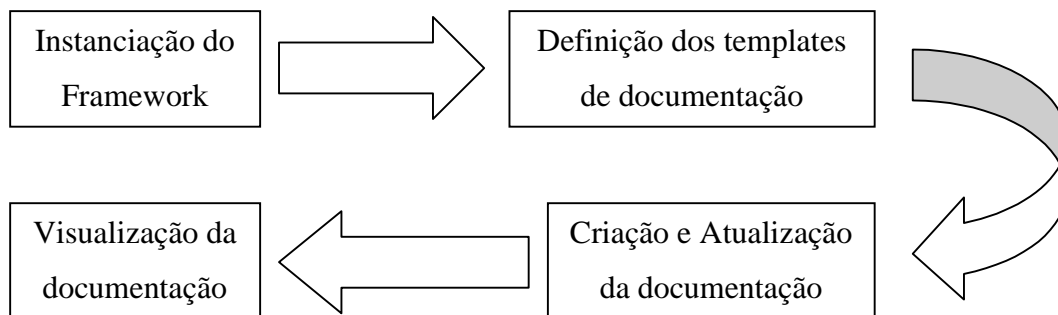 Instanciação do
Framework
Definição dos templates
de documentação
Criação e Atualização
da documentação
Visualização da
documentação